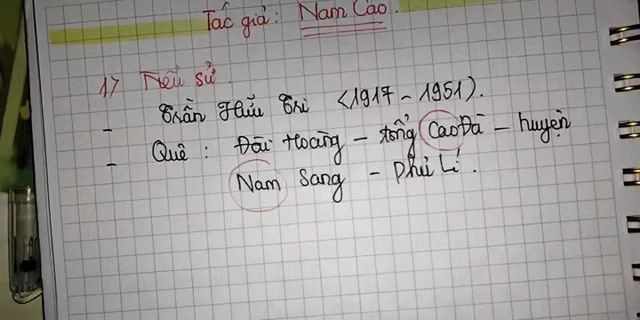 Tác giả: Nam Cao.
1) Tiểu sử.
- Trần Hữu Tri (1917 - 1951).
- Quê: Đại Hoàng - tổng Cao Đà - huyện
Nam Sang - Phủ Lí.